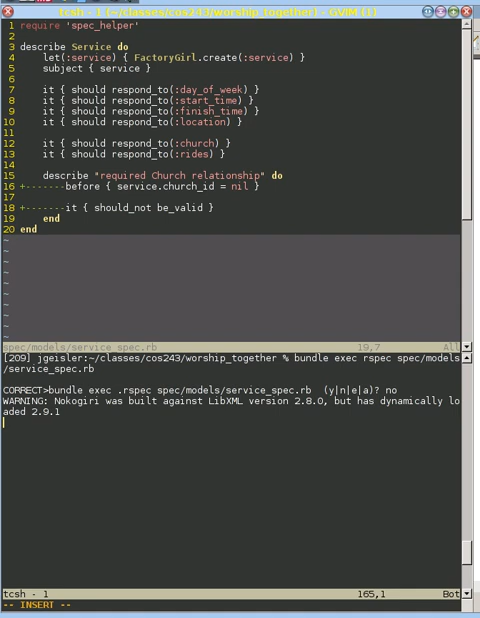 tcsh - 1 (~/classes/cos243/worship_together) - GVIM (1)
1 require 'spec_helper'
2
3 describe Service do
4     let(:service) { FactoryGirl.create(:service) }
5     subject { service }
6
7     it { should respond_to(:day_of_week) }
8     it { should respond_to(:start_time) }
9     it { should respond_to(:finish_time) }
10     it { should respond_to(:location) }
11
12     it { should respond_to(:church) }
13     it { should respond_to(:rides) }
14
15     describe "required Church relationship" do
16 +-------before { service.church_id = nil }
17
18 +-------it { should_not be_valid }
19     end
20 end
~
~
~
~
~
~
~
~
~
~
spec/models/service_spec.rb 19,7 All
[209] jgeisler:~/classes/cos243/worship_together % bundle exec rspec spec/models
/service_spec.rb
CORRECT>bundle exec .rspec spec/models/service_spec.rb  (y|n|e|a)? no
WARNING: Nokogiri was built against LibXML version 2.8.0, but has dynamically lo
aded 2.9.1
tcsh - 1 165,1 Bot
-- INSERT --